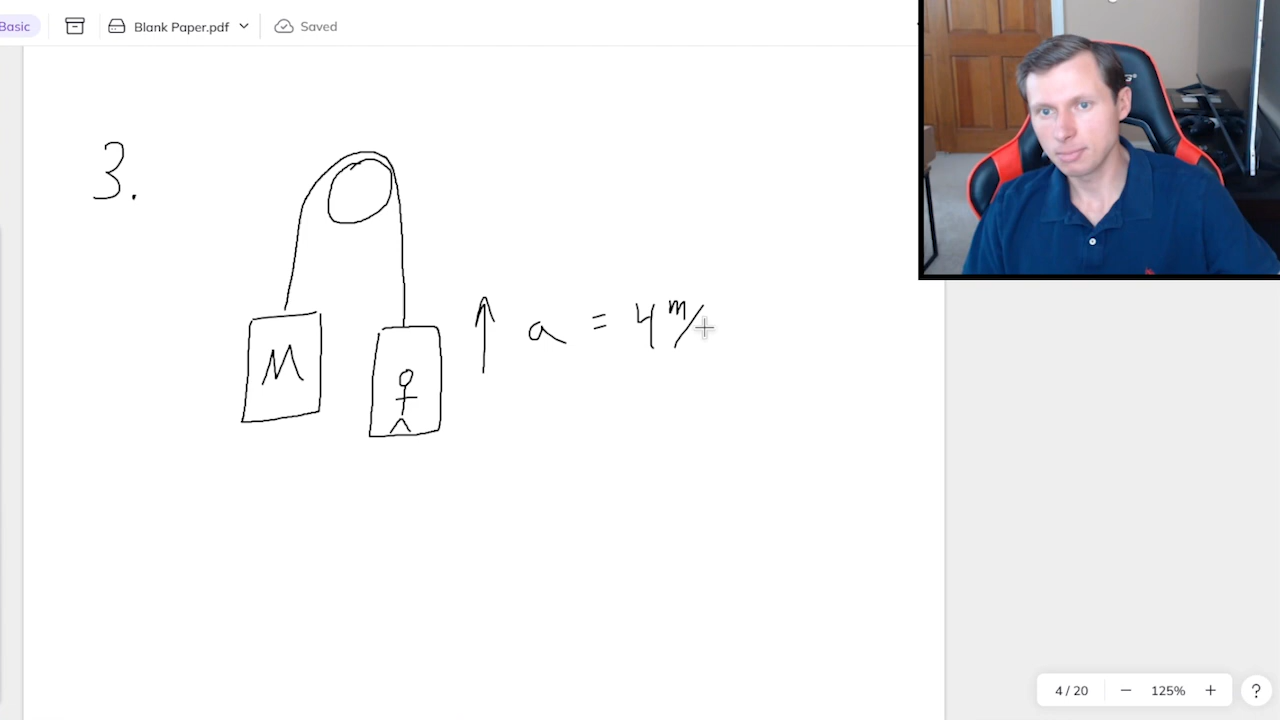 Basic
Blank Paper.pdf
Saved
3.
M
a = 4 m/
4 / 20
125%
?